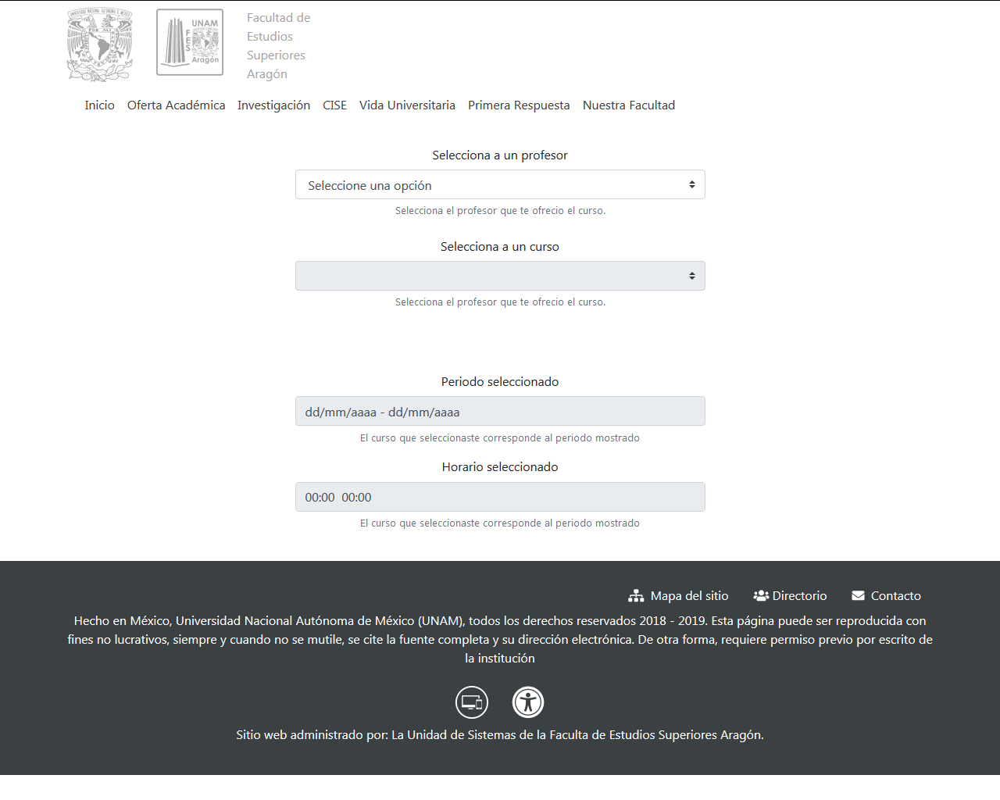 UNIVERSIDAD NACIONAL AUTÓNOMA DE MÉXICO
UNAM
FES
Aragón
Facultad de
Estudios
Superiores
Aragón
Inicio Oferta Académica Investigación CISE Vida Universitaria Primera Respuesta Nuestra Facultad
Selecciona a un profesor
Seleccione una opción
Selecciona el profesor que te ofrecio el curso.
Selecciona a un curso
Selecciona el profesor que te ofrecio el curso.
Periodo seleccionado
dd/mm/aaaa - dd/mm/aaaa
El curso que seleccionaste corresponde al periodo mostrado
Horario seleccionado
00:00 00:00
El curso que seleccionaste corresponde al periodo mostrado
Mapa del sitio Directorio Contacto
Hecho en México, Universidad Nacional Autónoma de México (UNAM), todos los derechos reservados 2018 - 2019. Esta página puede ser reproducida con
fines no lucrativos, siempre y cuando no se mutile, se cite la fuente completa y su dirección electrónica. De otra forma, requiere permiso previo por escrito de
la institución
Sitio web administrado por: La Unidad de Sistemas de la Faculta de Estudios Superiores Aragón.